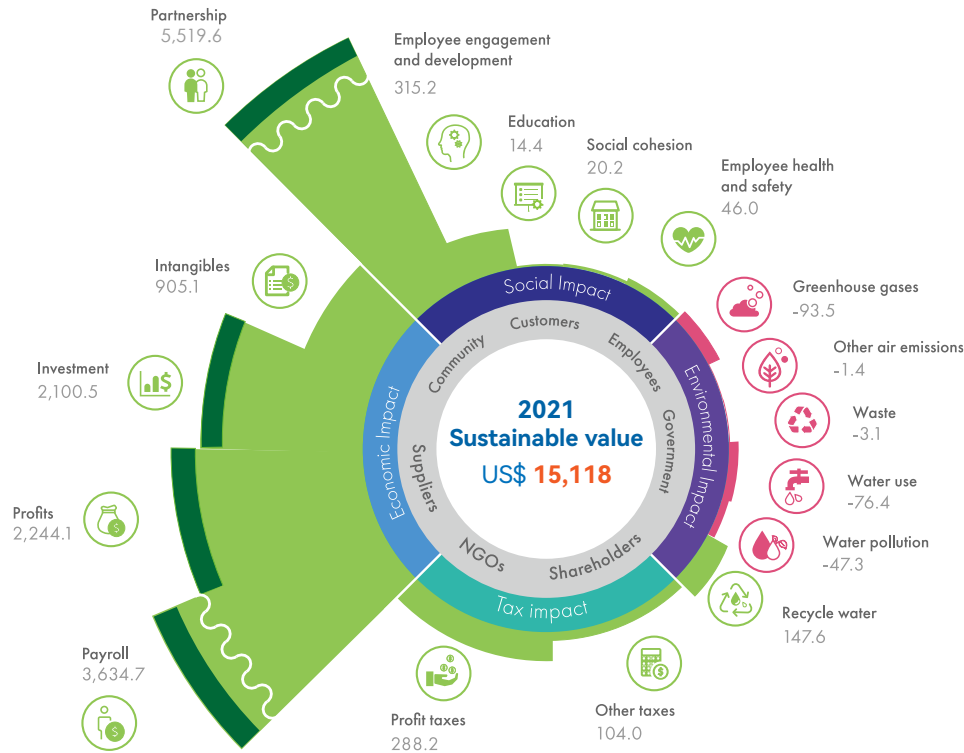 Partnership
5,519.6
Employee engagement
and development
315.2
Education
14.4
Social cohesion
20.2
Employee health
and safety
46.0
Intangibles
905.1
Investment
2,100.5
Profits
2,244.1
Payroll
3,634.7
Greenhouse gases
-93.5
Other air emissions
-1.4
Waste
-3.1
Water use
-76.4
Water pollution
-47.3
Recycle water
147.6
Profit taxes
288.2
Other taxes
104.0
Social Impact
Environmental Impact
Tax impact
Economic Impact
Community
Customers
Employees
Government
Shareholders
NGOs
Suppliers
2021
Sustainable value
US$ 15,118
$
$
$
$
$
$